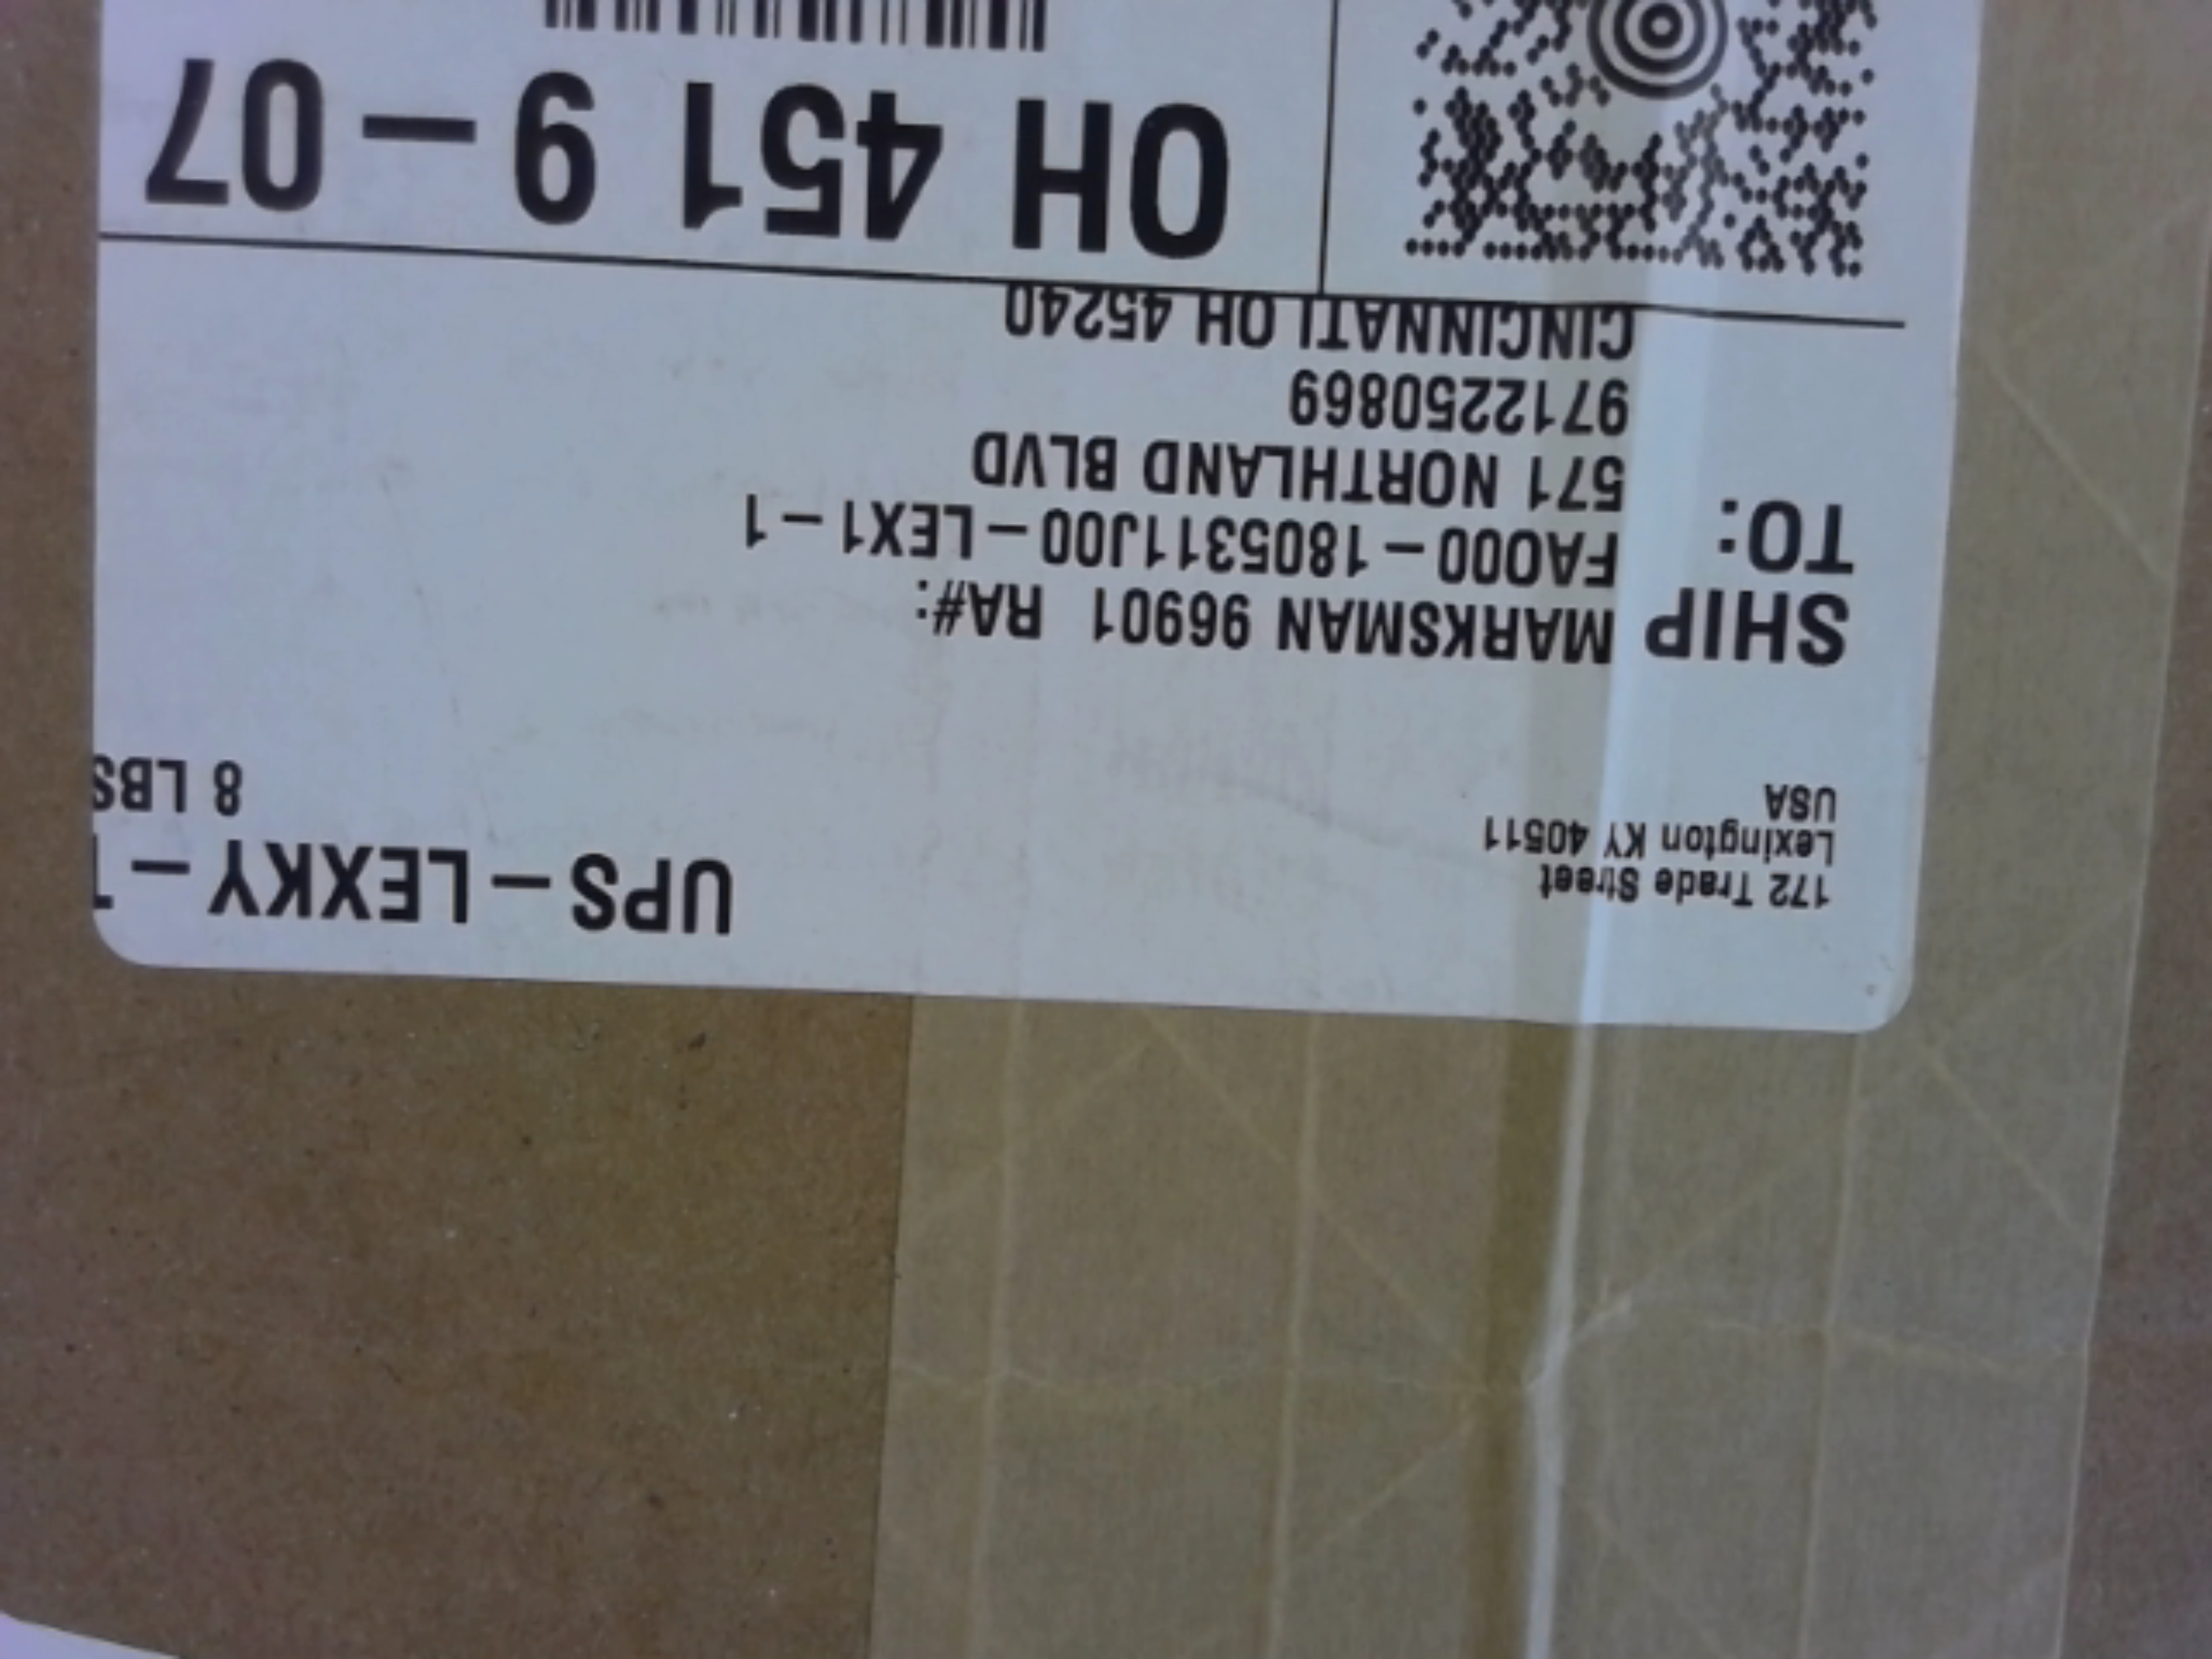 172 Trade Street
Lexington KY 40511
USA
UPS-LEXKY-
8 LBS
SHIP
TO:
MARKSMAN 96901 RA#:
FA000-1805311J00-LEX1-1
571 NORTHLAND BLVD
9712250869
CINCINNATI OH 45240
OH 451 9-07